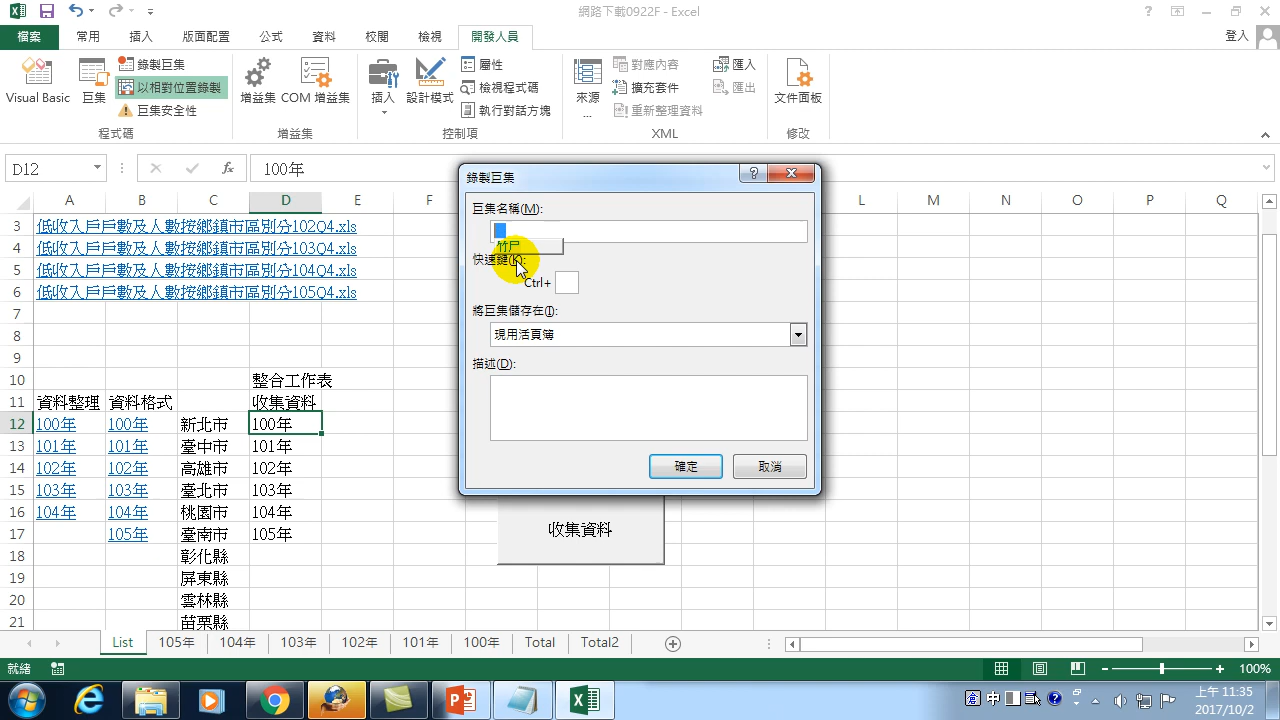 網路下載0922F - Excel
檔案 常用 插入 版面配置 公式 資料 校閱 檢視 開發人員 登入
Visual Basic 巨集 錄製巨集 以相對位置錄製 巨集安全性 程式碼
增益集 COM 增益集 增益集
插入 設計模式 屬性 檢視程式碼 執行對話方塊 控制項
來源 ... 對應內容 擴充套件 重新整理資料 匯入 匯出 XML
文件面板 修改
D12 fx 100年
A B C D E F L M N O P Q
3 低收入戶戶數及人數按鄉鎮市區別分102Q4.xls
4 低收入戶戶數及人數按鄉鎮市區別分103Q4.xls
5 低收入戶戶數及人數按鄉鎮市區別分104Q4.xls
6 低收入戶戶數及人數按鄉鎮市區別分105Q4.xls
7
8
9
10 整合工作表
11 資料整理 資料格式 收集資料
12 100年 100年 新北市 100年
13 101年 101年 臺中市 101年
14 102年 102年 高雄市 102年
15 103年 103年 臺北市 103年
16 104年 104年 桃園市 104年
17 105年 臺南市 105年
18 彰化縣
19 屏東縣
20 雲林縣
21 苗栗縣
收集資料
錄製巨集
巨集名稱(M):
竹尸
快速鍵(K):
Ctrl+
將巨集儲存在(I):
現用活頁簿
描述(D):
確定 取消
List 105年 104年 103年 102年 101年 100年 Total Total2
就緒 100%
中
上午 11:35
2017/10/2